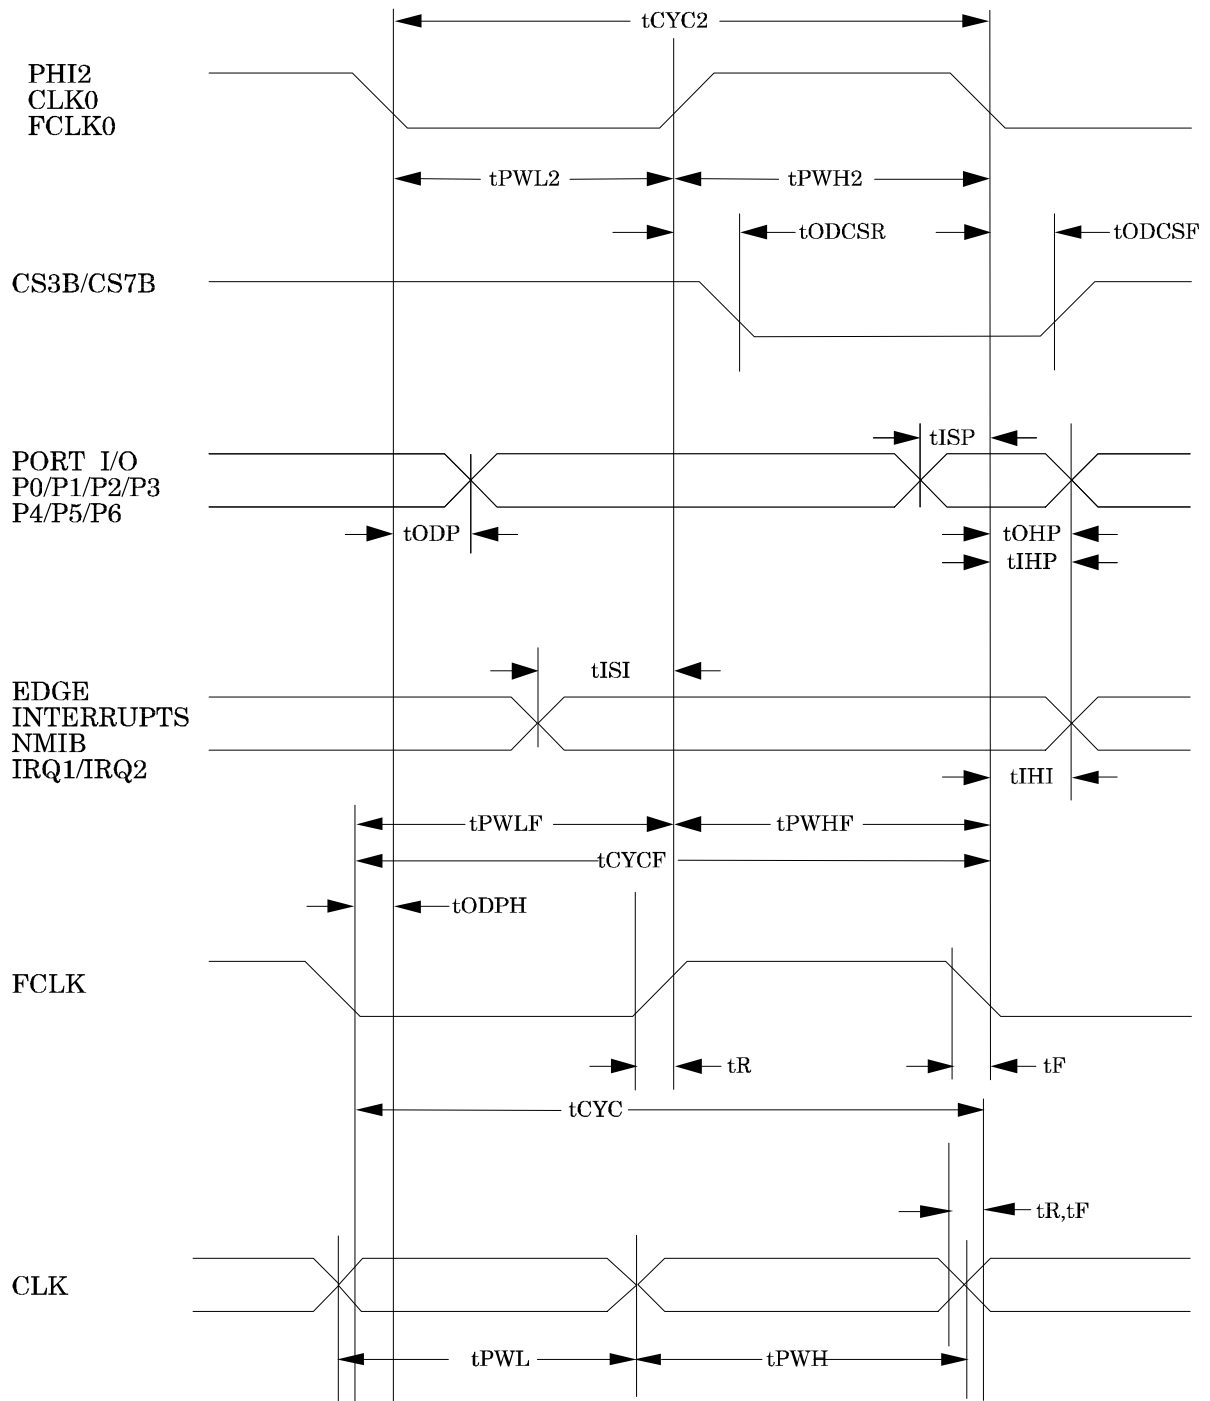 tCYC2
PHI2
CLK0
FCLK0
tPWL2
tPWH2
tODCSR
tODCSF
CS3B/CS7B
tISP
PORT I/O
P0/P1/P2/P3
P4/P5/P6
tODP
tOHP
tIHP
tISI
EDGE
INTERRUPTS
NMIB
IRQ1/IRQ2
tIHI
tPWLF
tPWHF
tCYCF
tODPH
FCLK
tR
tF
tCYC
tR,tF
CLK
tPWL
tPWH